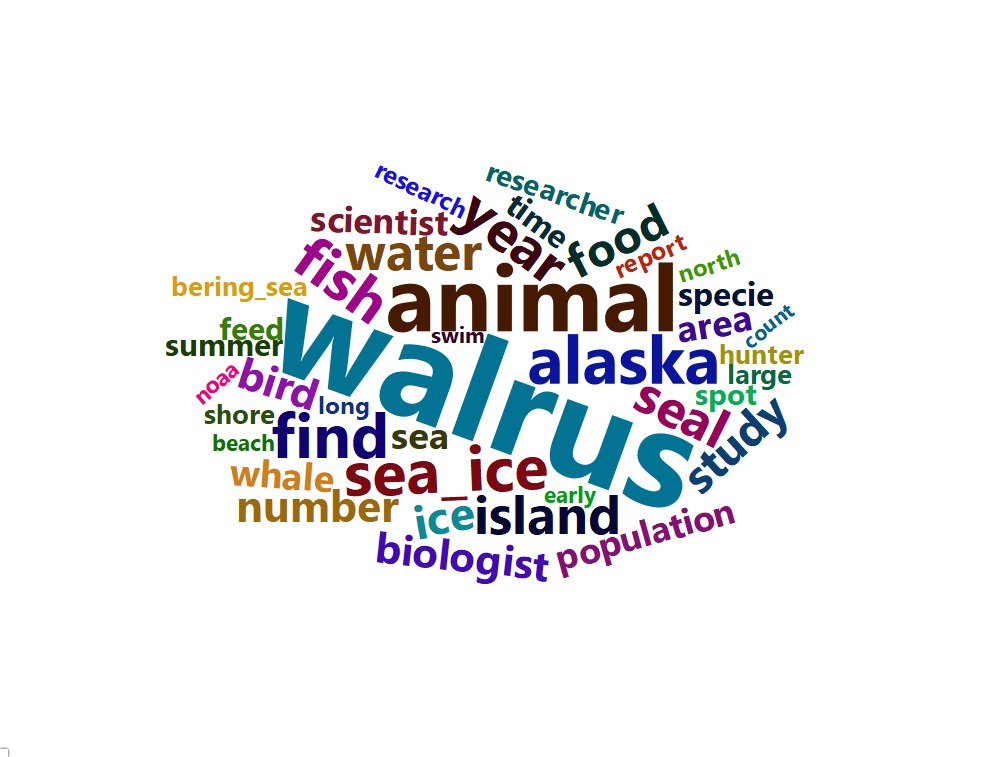 research
researcher
scientist
year
time
food
water
report
north
fish
animal
specie
bering_sea
area
count
feed
walrus
swim
summer
alaska
hunter
large
noaa
bird
long
seal
spot
shore
beach
find
sea
study
whale
sea_ice
number
early
ice
island
population
biologist